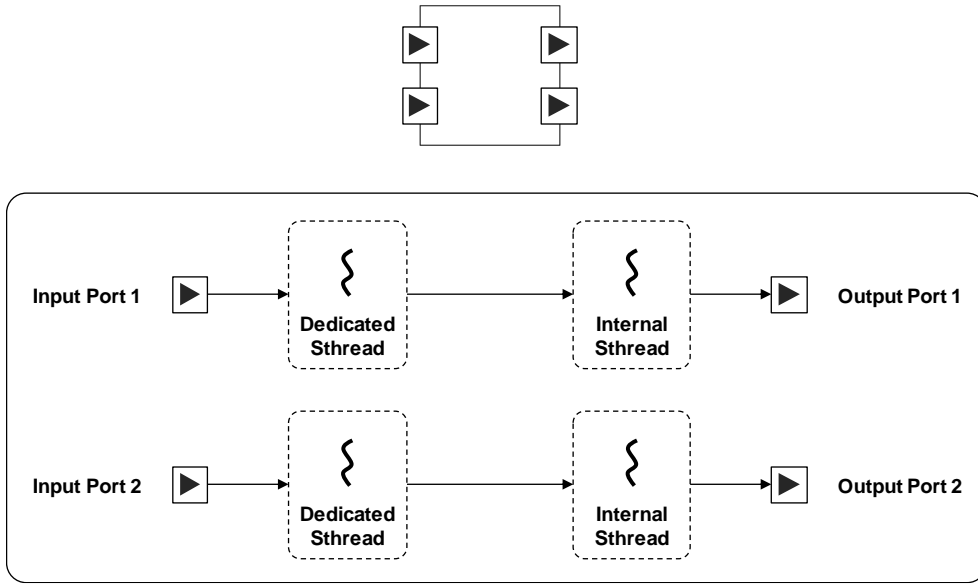 Input Port 1
Dedicated
Sthread
Internal
Sthread
Output Port 1
Input Port 2
Dedicated
Sthread
Internal
Sthread
Output Port 2